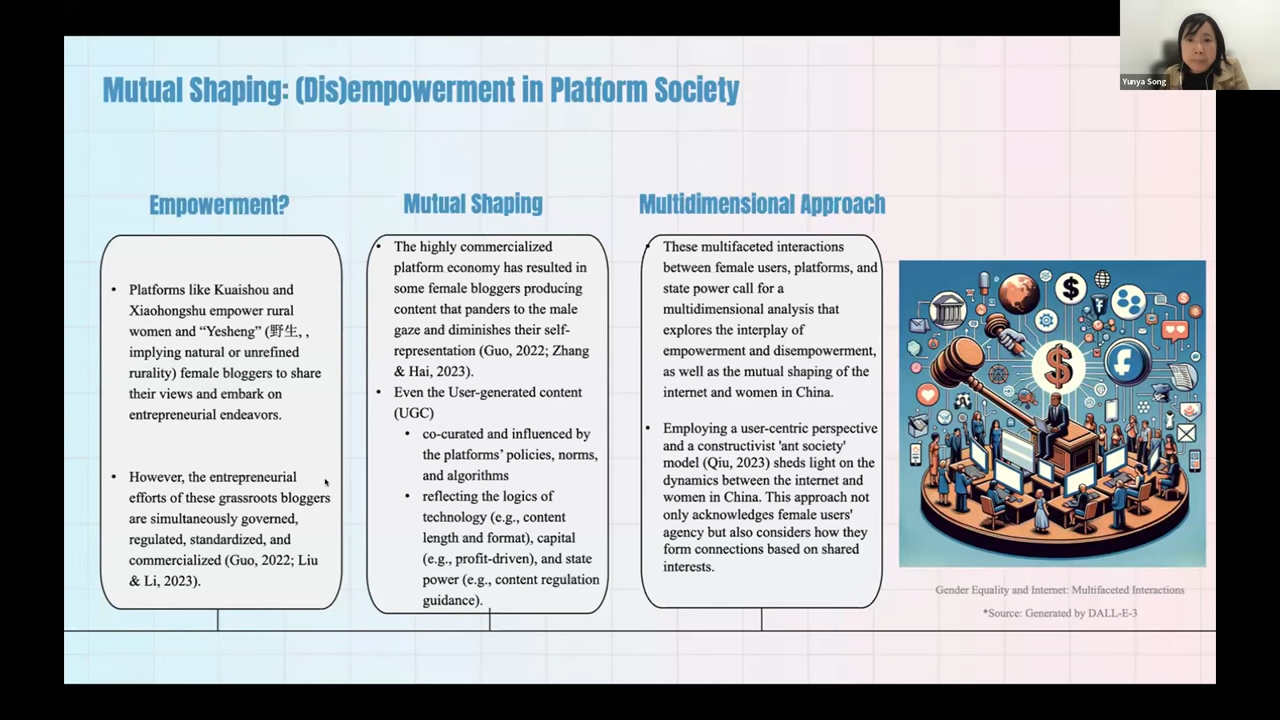 Yunya Song
Mutual Shaping: (Dis)empowerment in Platform Society
Empowerment?
• Platforms like Kuaishou and
Xiaohongshu empower rural
women and “Yesheng” (野生, ,
implying natural or unrefined
rurality) female bloggers to share
their views and embark on
entrepreneurial endeavors.
• However, the entrepreneurial
efforts of these grassroots bloggers
are simultaneously governed,
regulated, standardized, and
commercialized (Guo, 2022; Liu
& Li, 2023).
Mutual Shaping
• The highly commercialized
platform economy has resulted in
some female bloggers producing
content that panders to the male
gaze and diminishes their self-
representation (Guo, 2022; Zhang
& Hai, 2023).
• Even the User-generated content
(UGC)
• co-curated and influenced by
the platforms’ policies, norms,
and algorithms
• reflecting the logics of
technology (e.g., content
length and format), capital
(e.g., profit-driven), and state
power (e.g., content regulation
guidance).
Multidimensional Approach
• These multifaceted interactions
between female users, platforms, and
state power call for a
multidimensional analysis that
explores the interplay of
empowerment and disempowerment,
as well as the mutual shaping of the
internet and women in China.
• Employing a user-centric perspective
and a constructivist 'ant society'
model (Qiu, 2023) sheds light on the
dynamics between the internet and
women in China. This approach not
only acknowledges female users'
agency but also considers how they
form connections based on shared
interests.
Gender Equality and Internet: Multifaceted Interactions
*Source: Generated by DALL-E-3